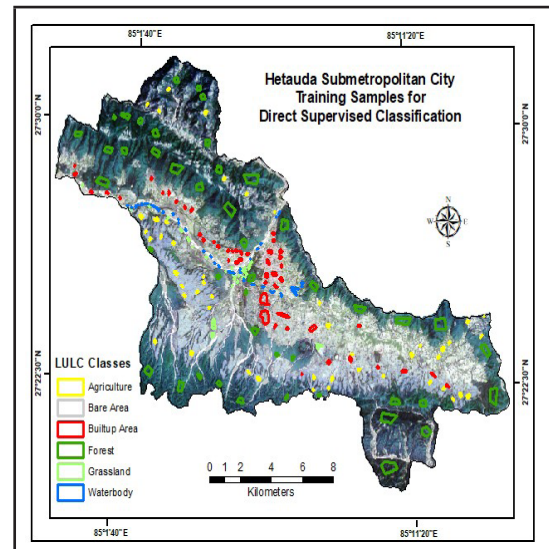 85°1'40"E 85°11'20"E
Hetauda Submetropolitan City
Training Samples for
Direct Supervised Classification
27°30'0"N
27°30'0"N
N
W E
S
LULC Classes
Agriculture
Bare Area
Builtup Area
Forest
Grassland
Waterbody
27°22'30"N
27°22'30"N
0 1 2 4 6 8
Kilometers
85°1'40"E 85°11'20"E